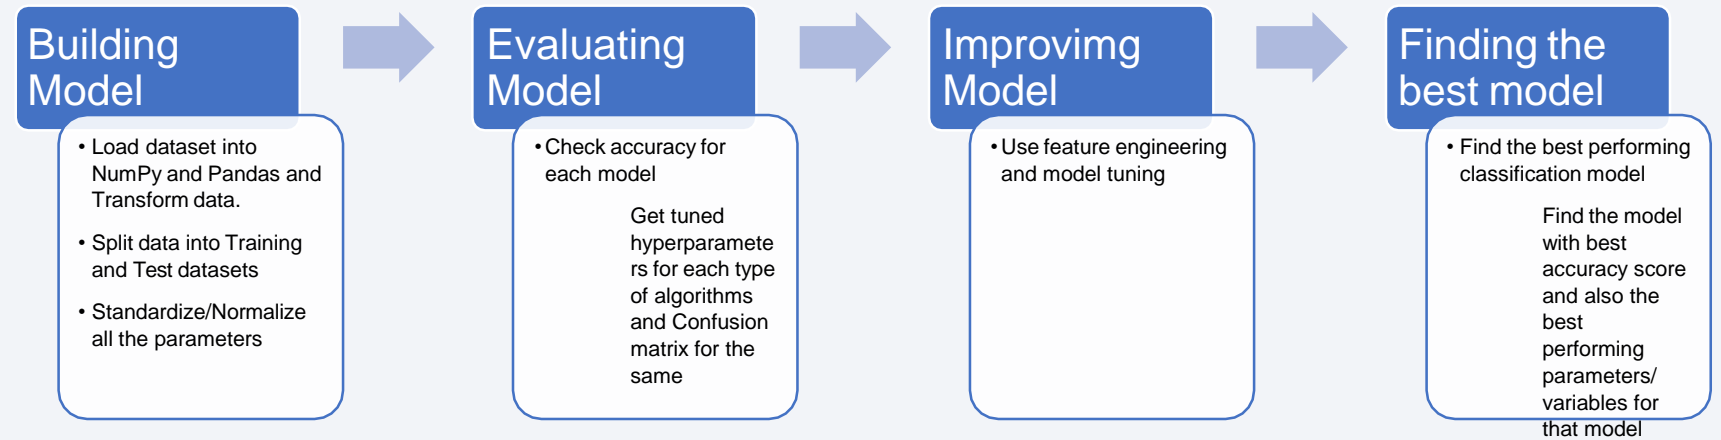 Building
Model
• Load dataset into
NumPy and Pandas and
Transform data.
• Split data into Training
and Test datasets
• Standardize/Normalize
all the parameters
Evaluating
Model
• Check accuracy for
each model
Get tuned
hyperparamete
rs for each type
of algorithms
and Confusion
matrix for the
same
Improvimg
Model
• Use feature engineering
and model tuning
Finding the
best model
• Find the best performing
classification model
Find the model
with best
accuracy score
and also the
best
performing
parameters/
variables for
that model